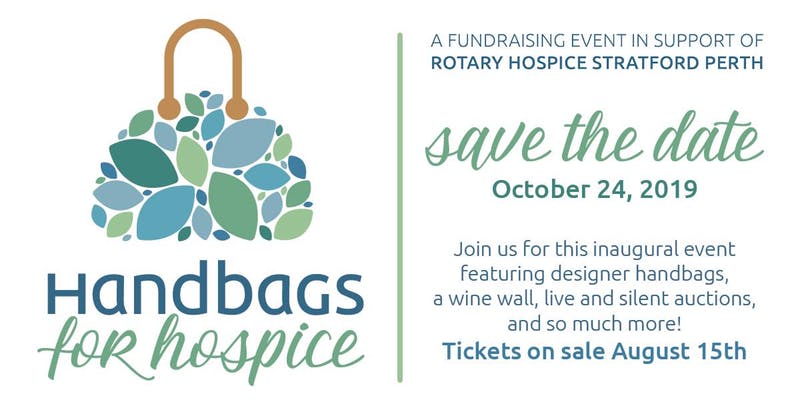 Handbags
for hospice
A FUNDRAISING EVENT IN SUPPORT OF
ROTARY HOSPICE STRATFORD PERTH
save the date
October 24, 2019
Join us for this inaugural event
featuring designer handbags,
a wine wall, live and silent auctions,
and so much more!
Tickets on sale August 15th